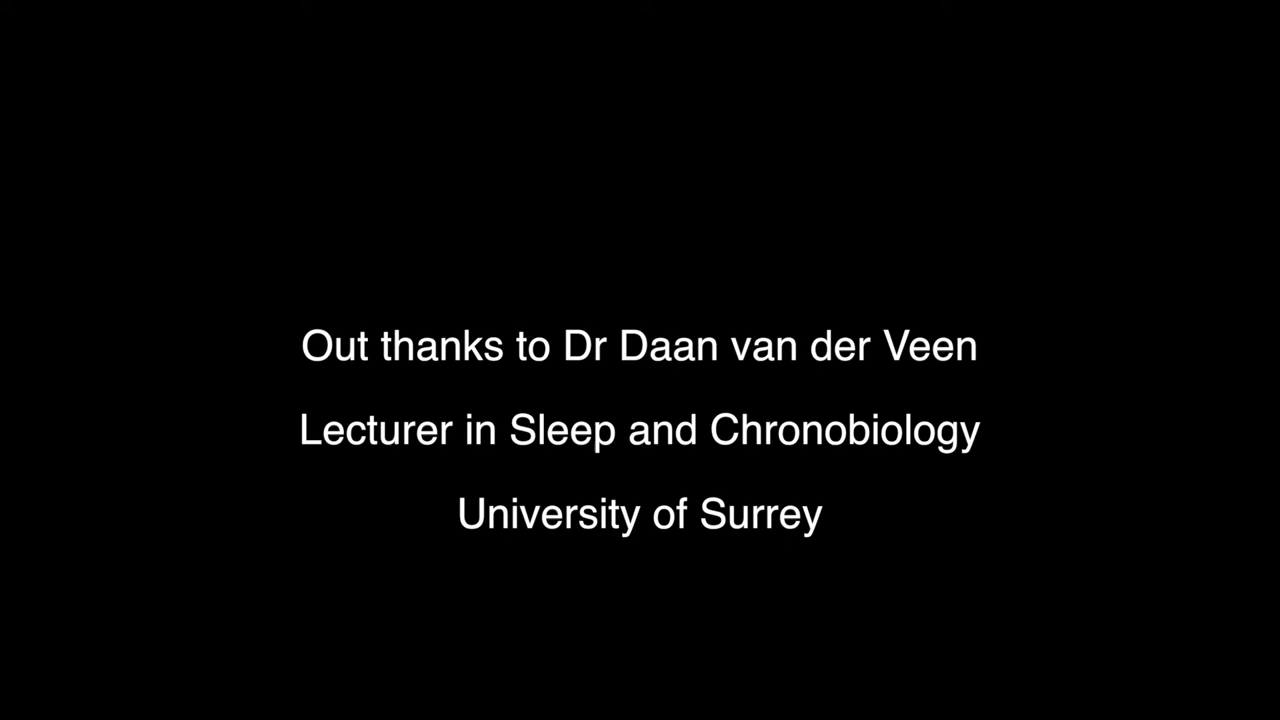 Out thanks to Dr Daan van der Veen
Lecturer in Sleep and Chronobiology
University of Surrey